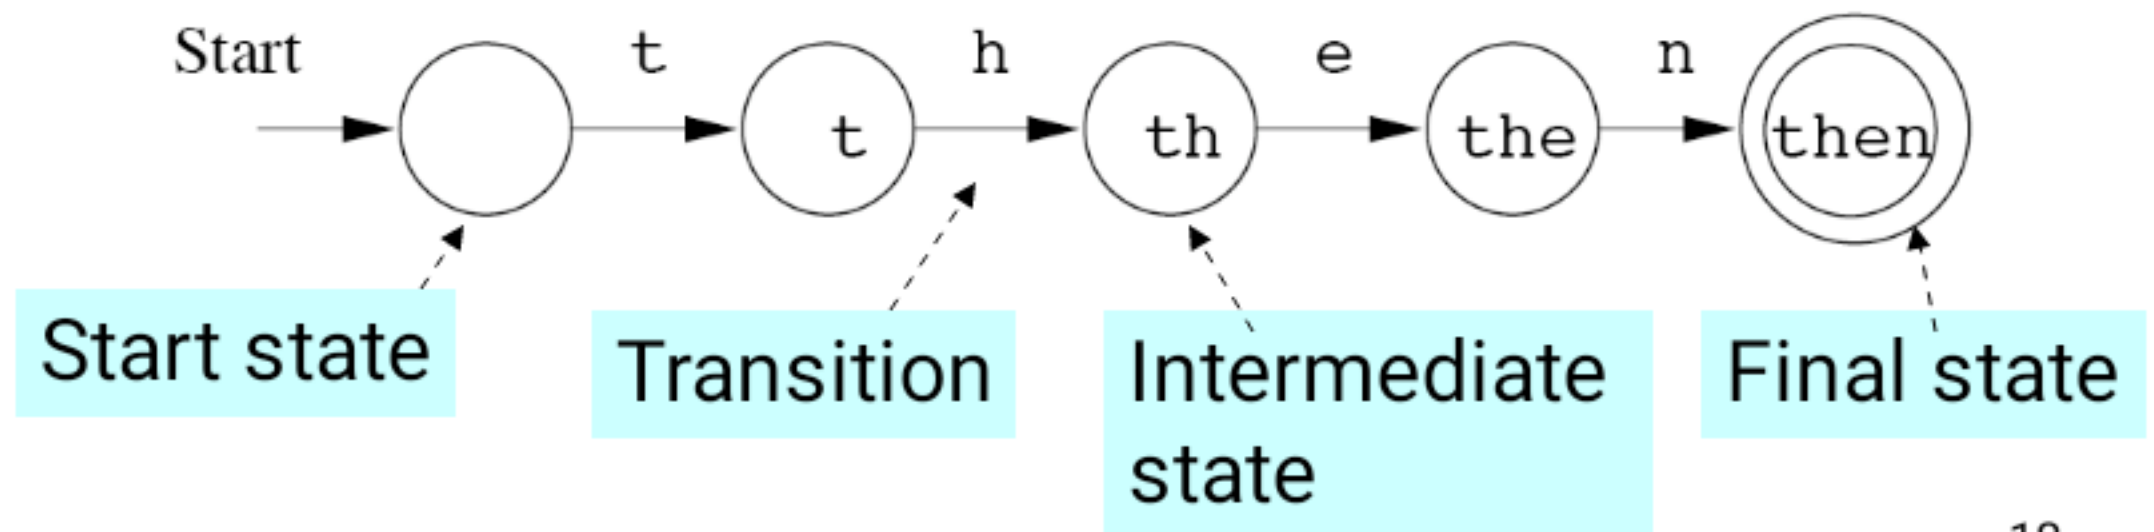 Start t h e n
t th the then
Start state
Transition
Intermediate
state
Final state